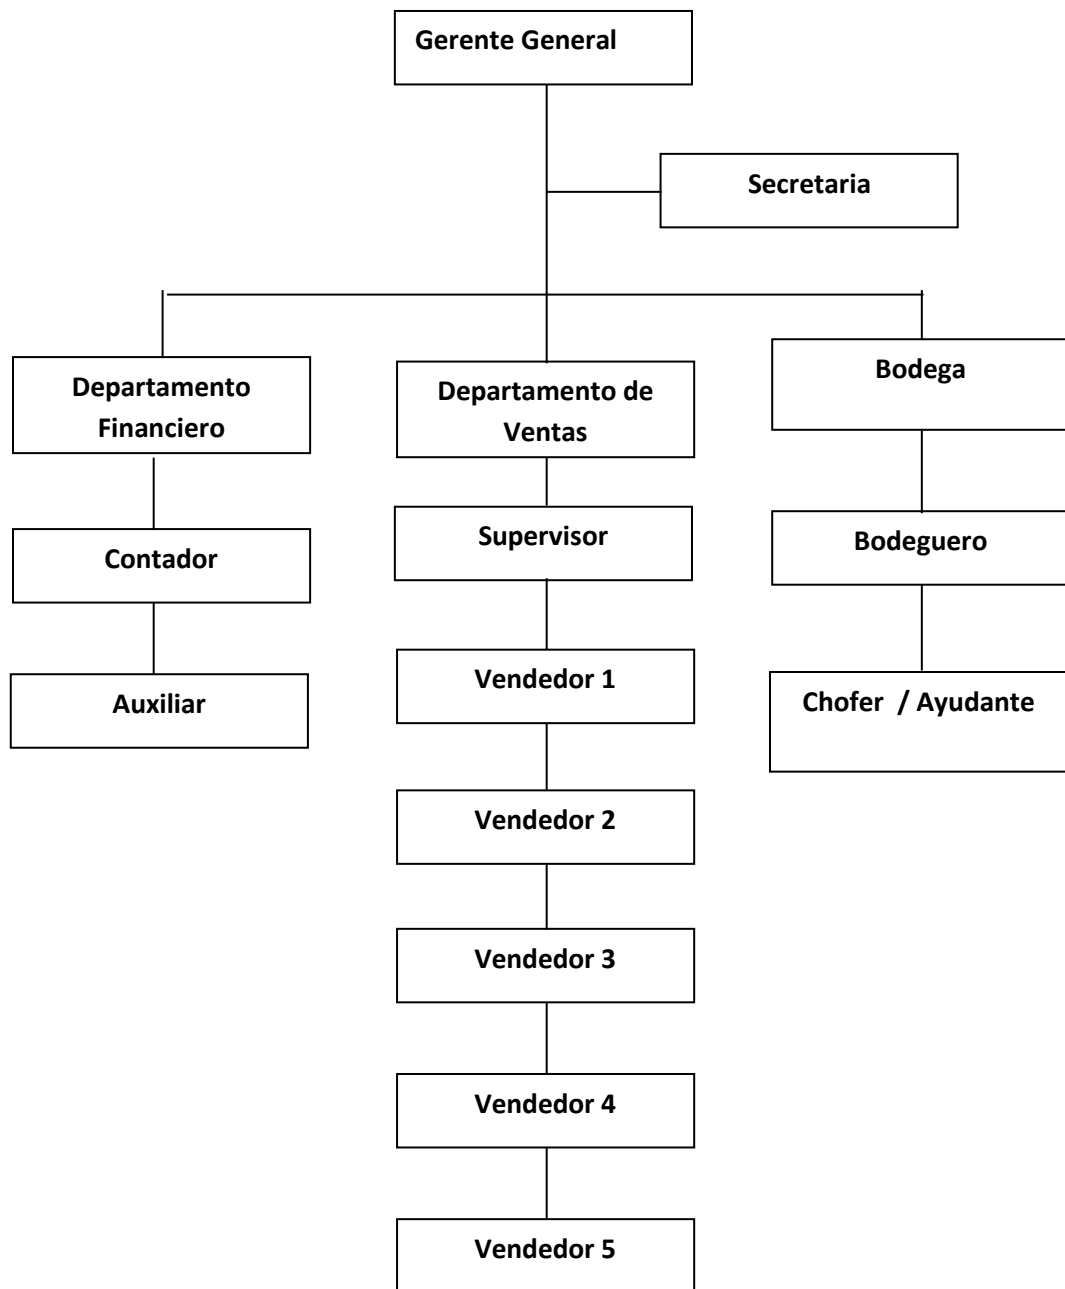 Gerente General
Secretaria
Departamento
Financiero
Departamento de
Ventas
Bodega
Contador
Supervisor
Bodeguero
Auxiliar
Vendedor 1
Chofer / Ayudante
Vendedor 2
Vendedor 3
Vendedor 4
Vendedor 5